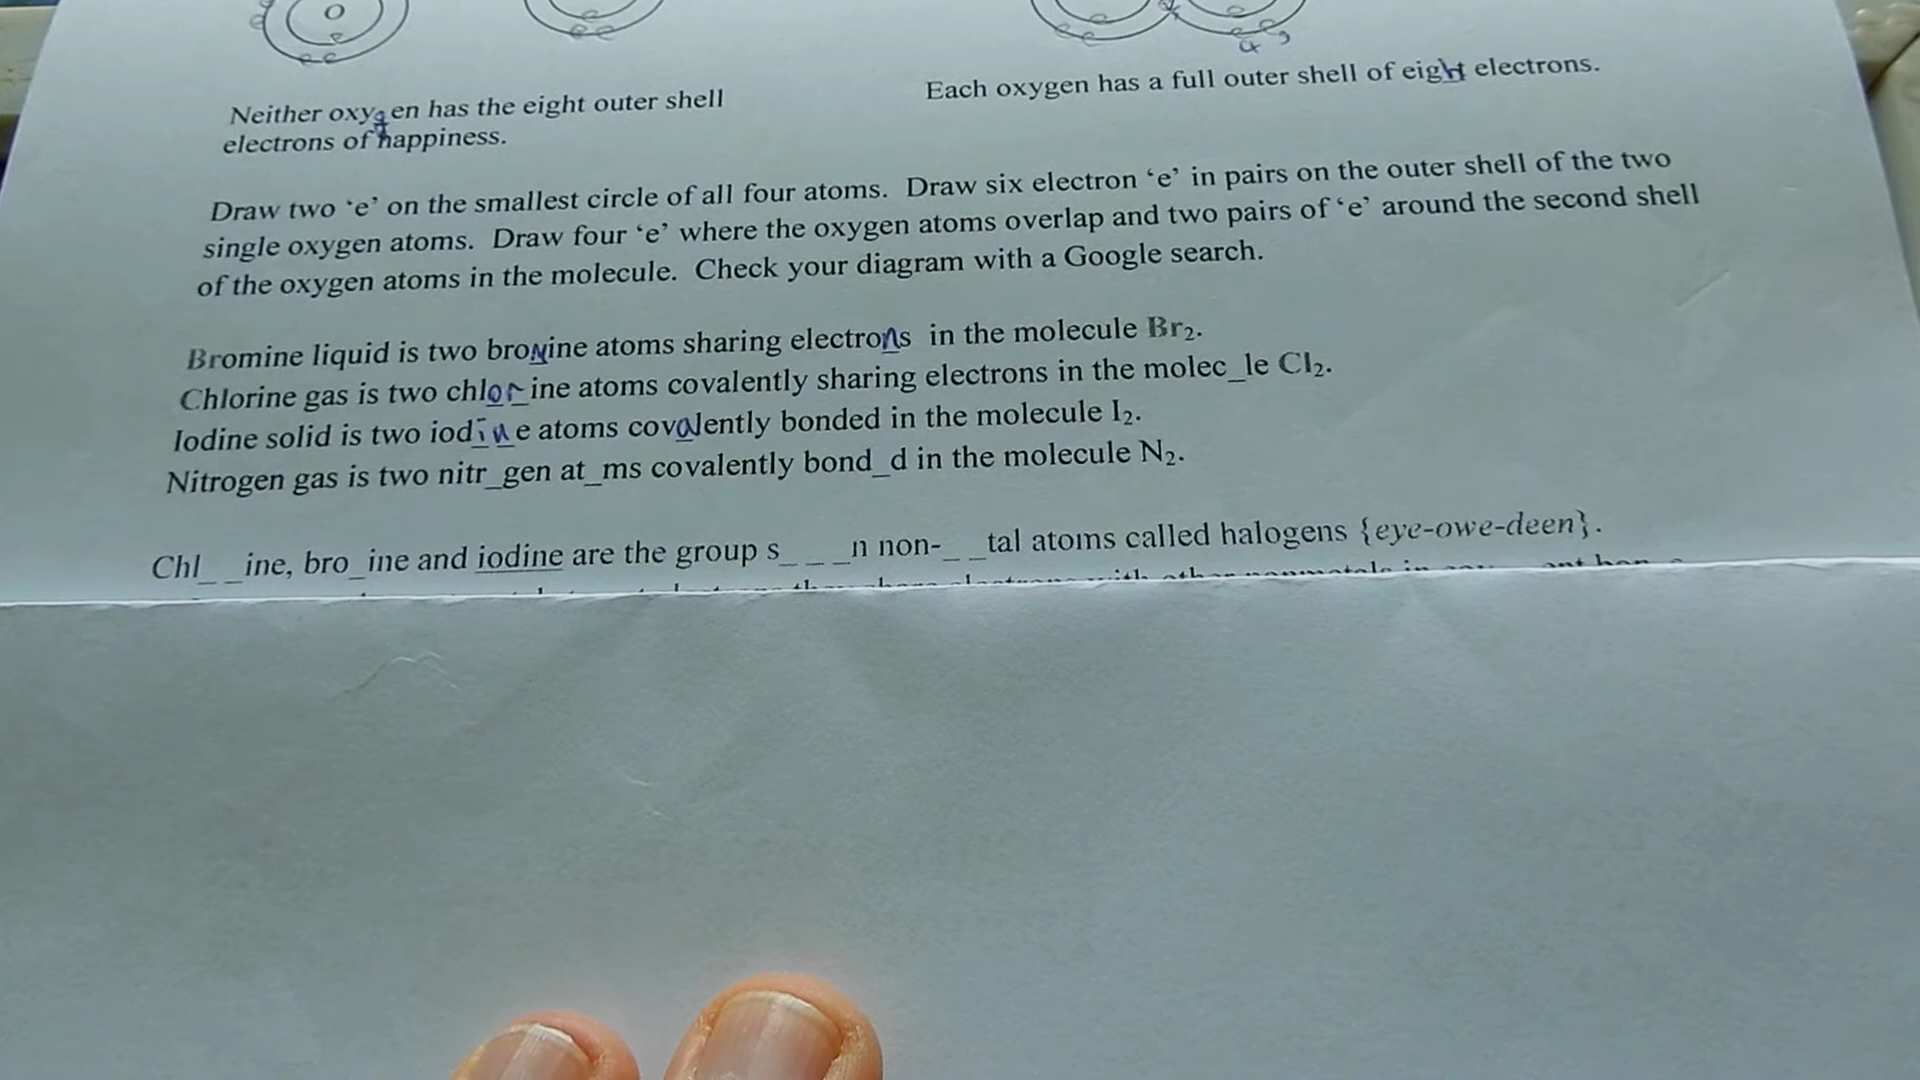 Neither oxygen has the eight outer shell
electrons of happiness.
Each oxygen has a full outer shell of eight electrons.
Draw two ‘e’ on the smallest circle of all four atoms. Draw six electron ‘e’ in pairs on the outer shell of the two
single oxygen atoms. Draw four ‘e’ where the oxygen atoms overlap and two pairs of ‘e’ around the second shell
of the oxygen atoms in the molecule. Check your diagram with a Google search.
Bromine liquid is two bromine atoms sharing electrons in the molecule Br₂.
Chlorine gas is two chlorine atoms covalently sharing electrons in the molec_le Cl₂.
Iodine solid is two iodine atoms covalently bonded in the molecule I₂.
Nitrogen gas is two nitr_gen at_ms covalently bond_d in the molecule N₂.
Chl_ _ine, bro_ine and iodine are the group s_ _ _n non-_ _tal atoms called halogens {eye-owe-deen}.